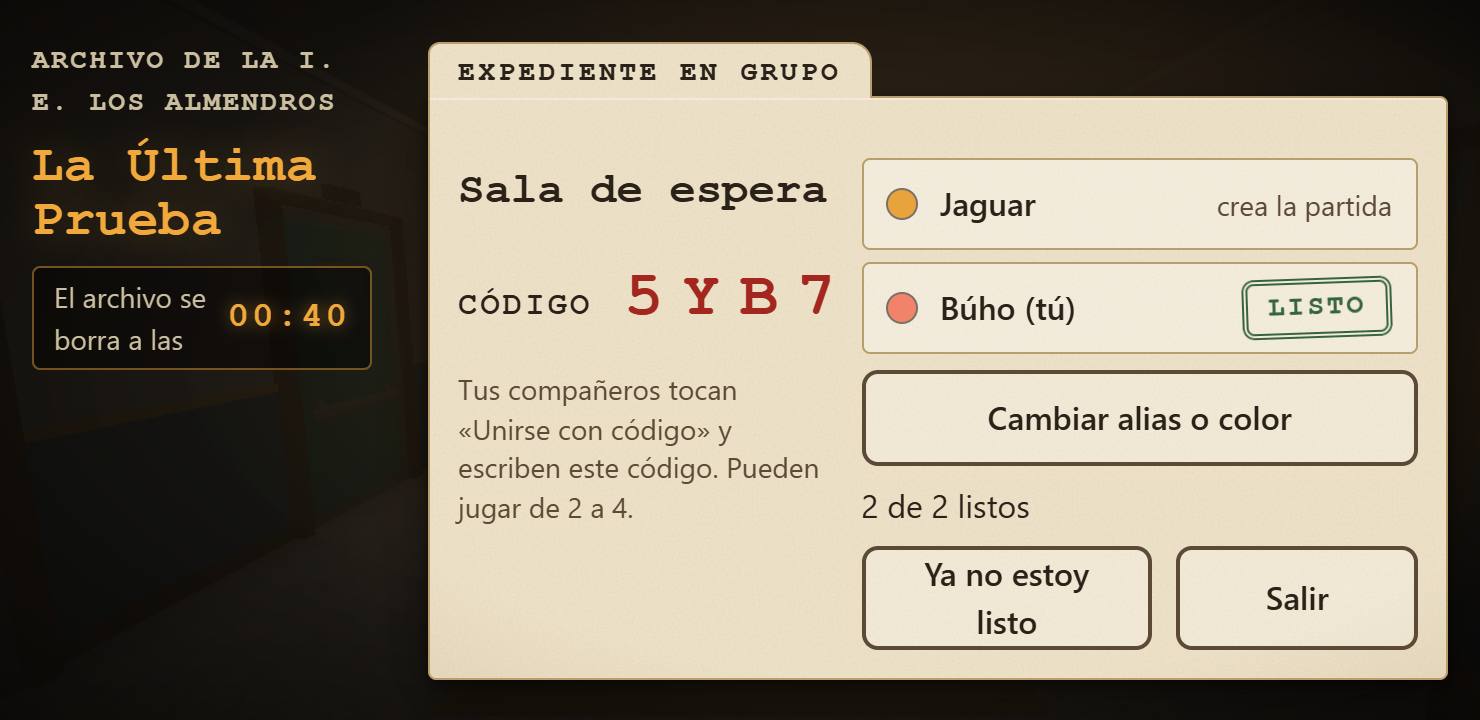 ARCHIVO DE LA I.
E. LOS ALMENDROS
La Última
Prueba
El archivo se
borra a las
00:40
EXPEDIENTE EN GRUPO
Sala de espera
CÓDIGO 5YB7
Tus compañeros tocan
«Unirse con código» y
escriben este código. Pueden
jugar de 2 a 4.
Jaguar crea la partida
Búho (tú) LISTO
Cambiar alias o color
2 de 2 listos
Ya no estoy
listo
Salir